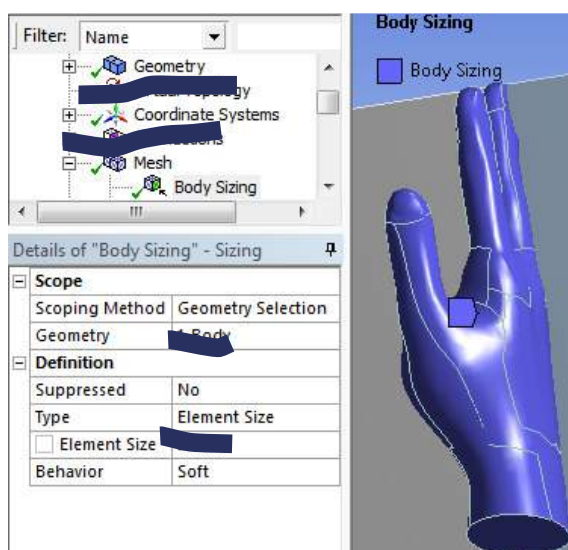 Filter: Name
Geometry
Topology
Coordinate Systems
Mesh
Body Sizing
Details of "Body Sizing" - Sizing
Scope
Scoping Method Geometry Selection
Geometry
Definition
Suppressed No
Type Element Size
Element Size
Behavior Soft
Body Sizing
Body Sizing